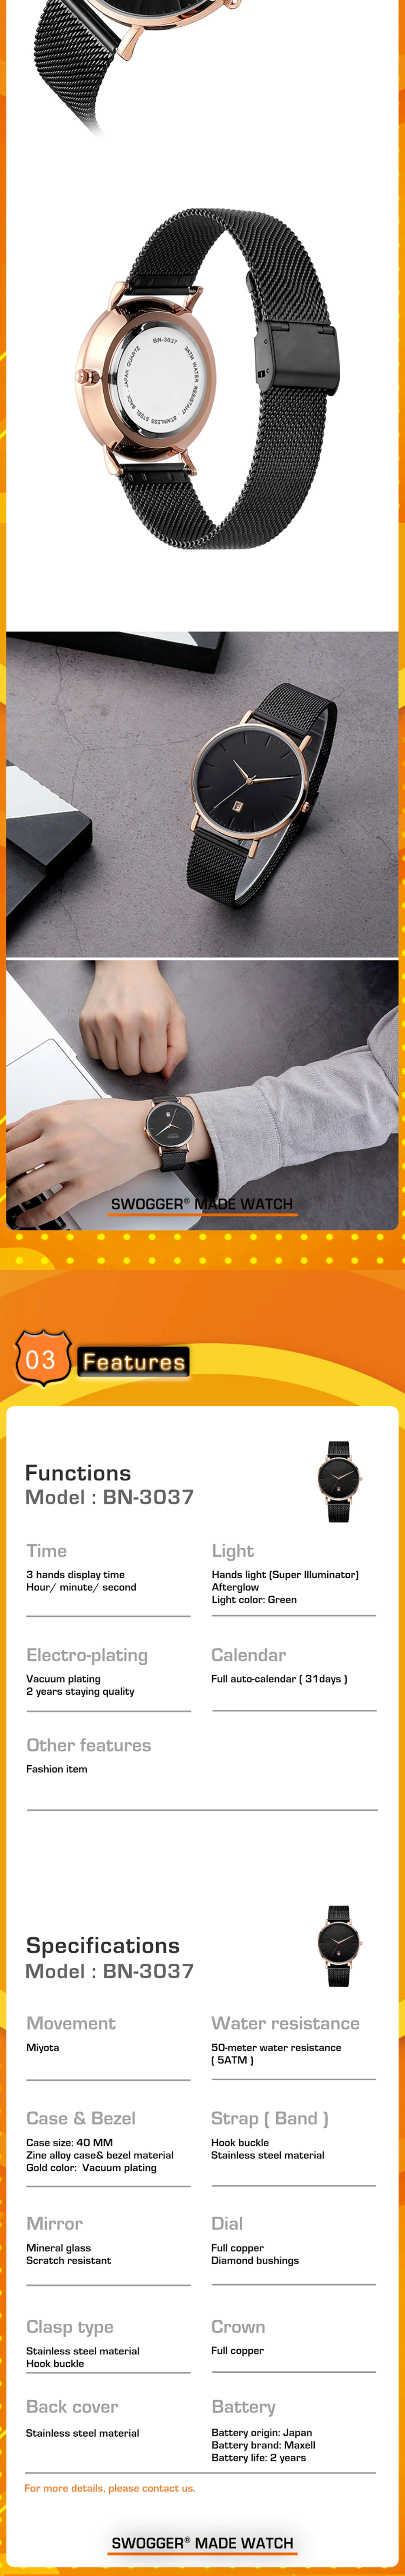 BN-3037
3ATM WATER RESISTANT · STAINLESS STEEL BACK · JAPAN QUARTZ
SWOGGER® MADE WATCH
03 Features
Functions
Model : BN-3037
Time
3 hands display time
Hour/ minute/ second
Light
Hands light (Super Illuminator)
Afterglow
Light color: Green
Electro-plating
Vacuum plating
2 years staying quality
Calendar
Full auto-calendar ( 31days )
Other features
Fashion item
Specifications
Model : BN-3037
Movement
Miyota
Water resistance
50-meter water resistance
( 5ATM )
Case & Bezel
Case size: 40 MM
Zine alloy case& bezel material
Gold color:  Vacuum plating
Strap ( Band )
Hook buckle
Stainless steel material
Mirror
Mineral glass
Scratch resistant
Dial
Full copper
Diamond bushings
Clasp type
Stainless steel material
Hook buckle
Crown
Full copper
Back cover
Stainless steel material
Battery
Battery origin: Japan
Battery brand: Maxell
Battery life: 2 years
For more details, please contact us.
SWOGGER® MADE WATCH